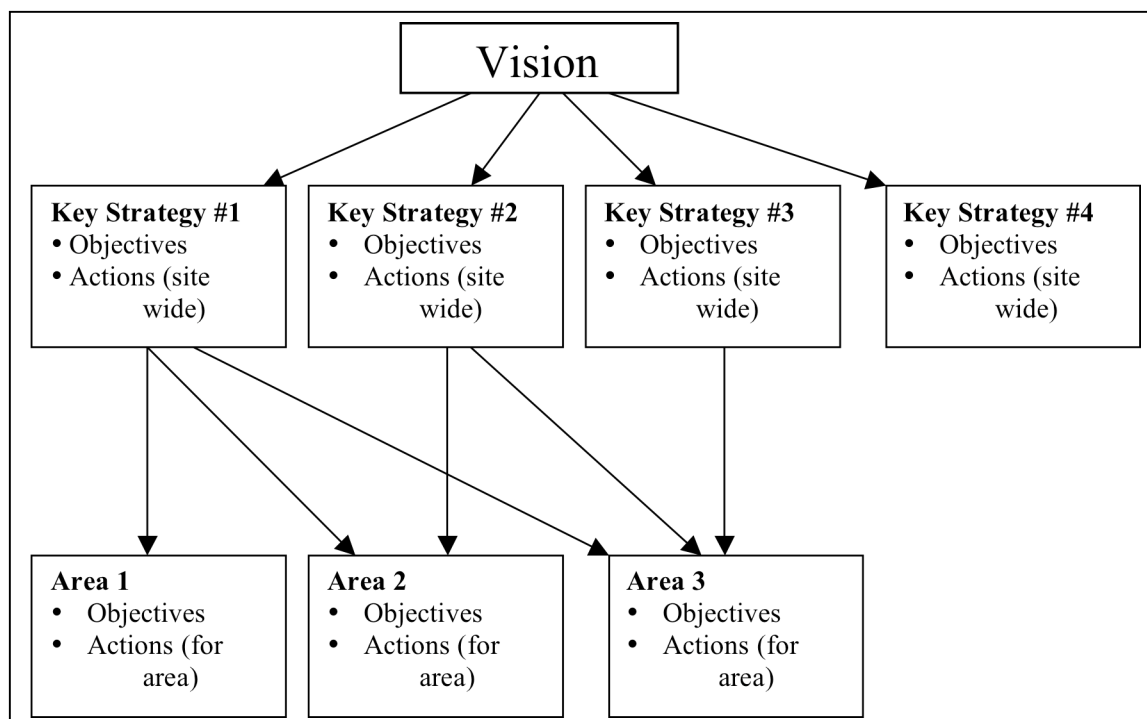 Vision
Key Strategy #1
• Objectives
• Actions (site
wide)
Key Strategy #2
• Objectives
• Actions (site
wide)
Key Strategy #3
• Objectives
• Actions (site
wide)
Key Strategy #4
• Objectives
• Actions (site
wide)
Area 1
• Objectives
• Actions (for
area)
Area 2
• Objectives
• Actions (for
area)
Area 3
• Objectives
• Actions (for
area)